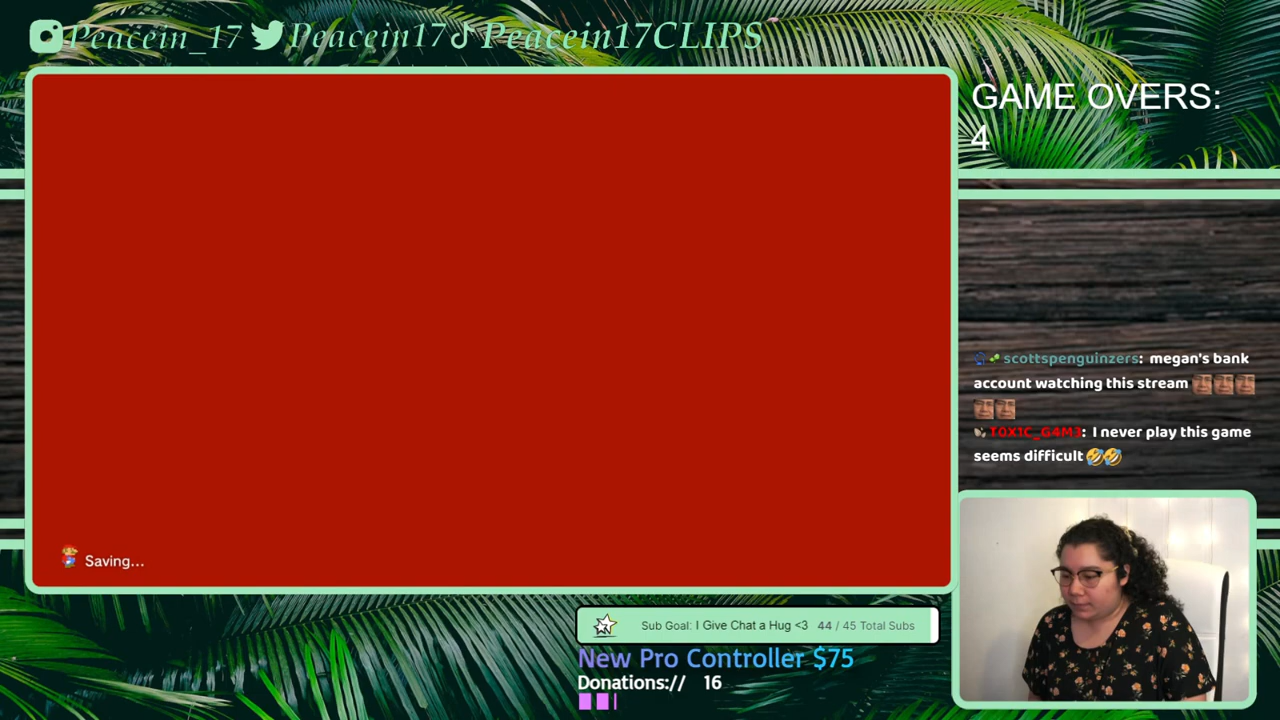 Peacein_17 Peacein17 Peacein17CLIPS
GAME OVERS:
4
scottspenguinzers: megan's bank
account watching this stream
T0X1C_G4M3: I never play this game
seems difficult 🤣🤣
Saving...
Sub Goal: I Give Chat a Hug <3 44 / 45 Total Subs
New Pro Controller $75
Donations:// 16